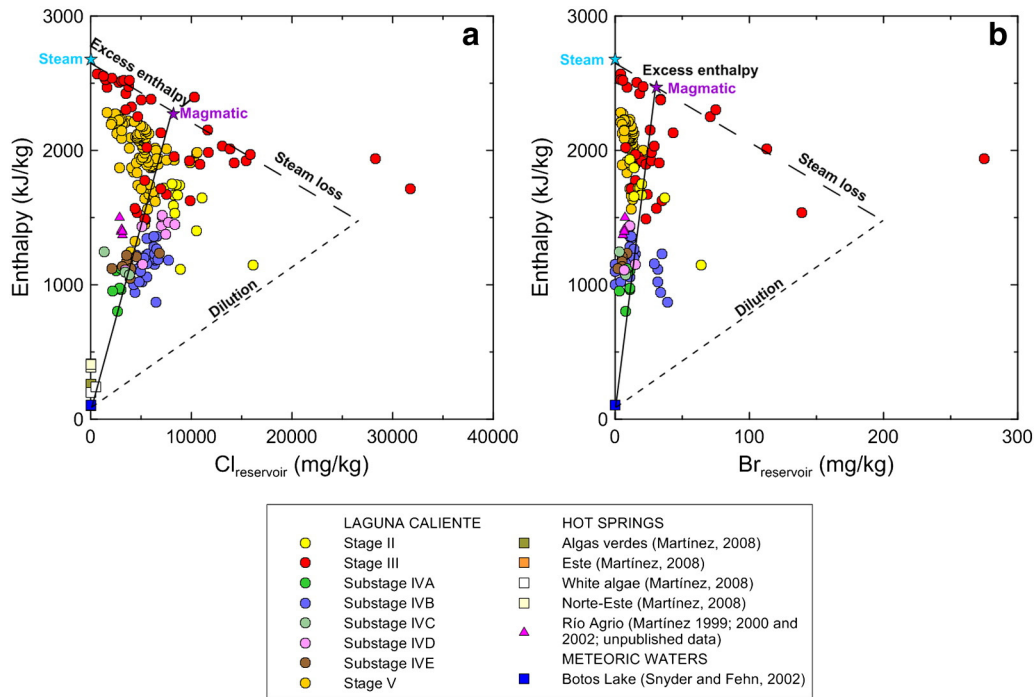 a
3000
2000
1000
0
Enthalpy (kJ/kg)
Steam
Excess enthalpy
Magmatic
Steam loss
Dilution
0
10000
20000
30000
40000
Clreservoir (mg/kg)
b
3000
2000
1000
0
Enthalpy (kJ/kg)
Steam
Excess enthalpy
Magmatic
Steam loss
Dilution
0
100
200
300
Brreservoir (mg/kg)
LAGUNA CALIENTE
Stage II
Stage III
Substage IVA
Substage IVB
Substage IVC
Substage IVD
Substage IVE
Stage V
HOT SPRINGS
Algas verdes (Martínez, 2008)
Este (Martínez, 2008)
White algae (Martínez, 2008)
Norte-Este (Martínez, 2008)
Río Agrio (Martínez 1999; 2000 and
2002; unpublished data)
METEORIC WATERS
Botos Lake (Snyder and Fehn, 2002)